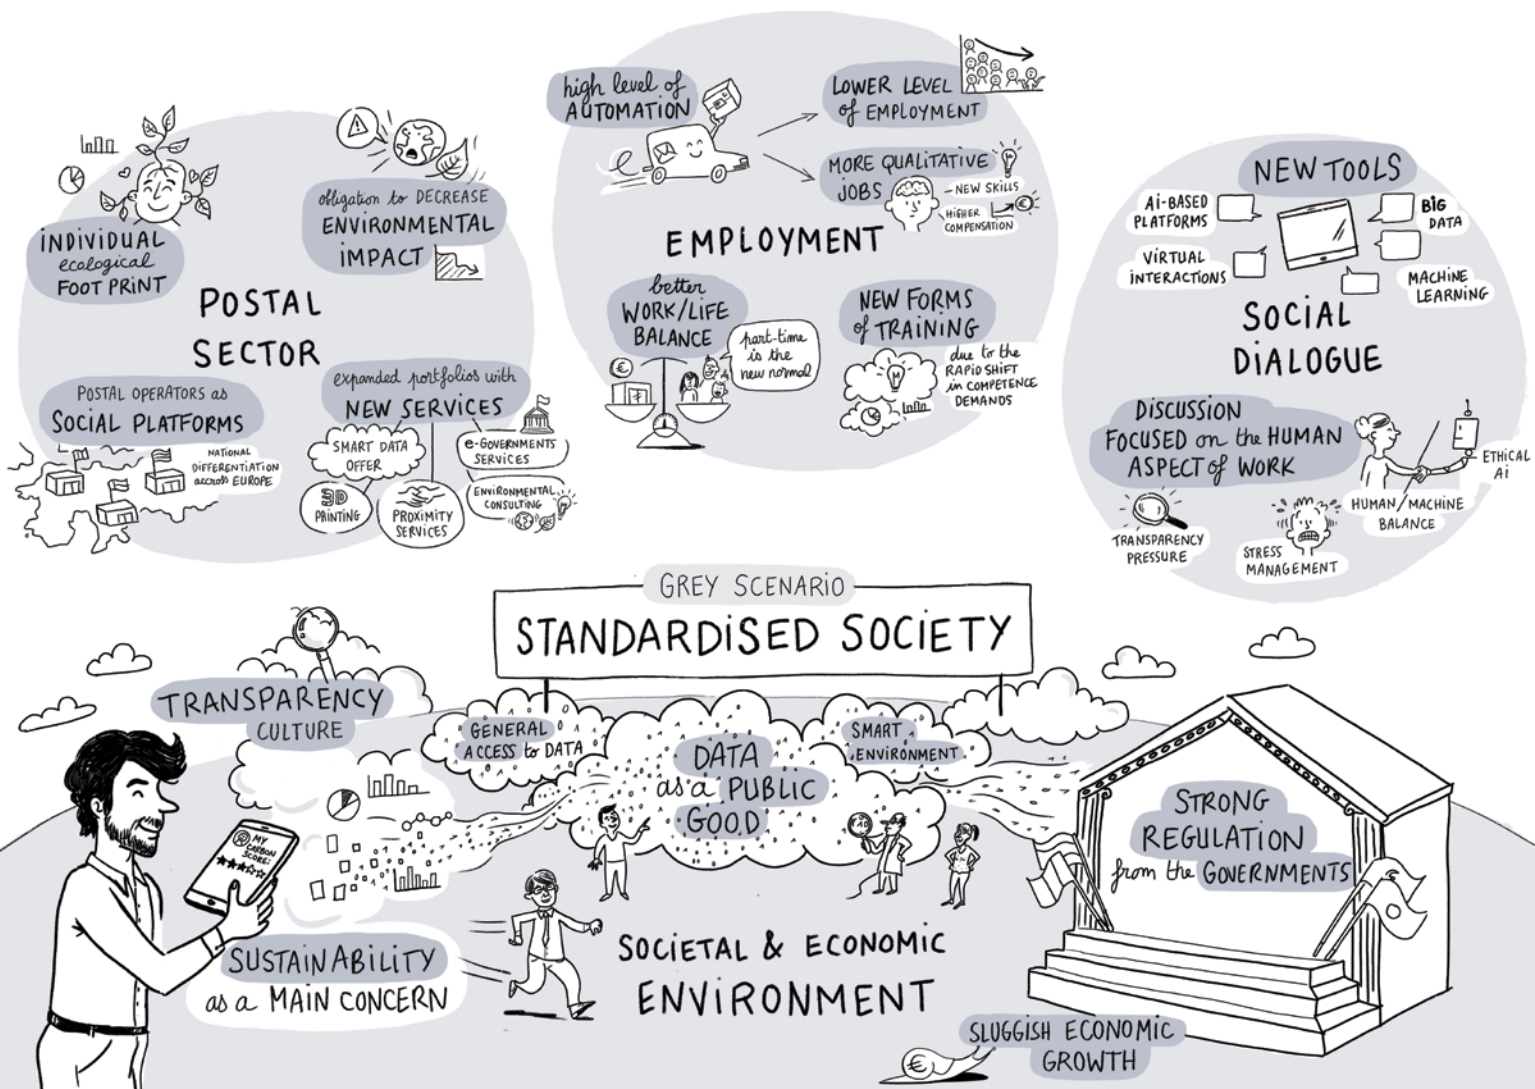 INDIVIDUAL
ecological
FOOT PRINT
obligation to DECREASE
ENVIRONMENTAL
IMPACT
POSTAL
SECTOR
POSTAL OPERATORS as
SOCIAL PLATFORMS
NATIONAL
DIFFERENTIATION
accross EUROPE
expanded portfolios with
NEW SERVICES
SMART DATA
OFFER
e-GOVERNMENTS
SERVICES
3D
PRINTING
PROXIMITY
SERVICES
ENVIRONMENTAL
CONSULTING
high level of
AUTOMATION
LOWER LEVEL
of EMPLOYMENT
MORE QUALITATIVE
JOBS
- NEW SKILLS
HIGHER
COMPENSATION
€
EMPLOYMENT
better
WORK/LIFE
BALANCE
€
part-time
is the
new normal
NEW FORMS
of TRAINING
due to the
RAPID SHIFT
in COMPETENCE
DEMANDS
NEW TOOLS
AI-BASED
PLATFORMS
BIG
DATA
VIRTUAL
INTERACTIONS
MACHINE
LEARNING
SOCIAL
DIALOGUE
DISCUSSION
FOCUSED on the HUMAN
ASPECT of WORK
ETHICAL
AI
HUMAN/MACHINE
BALANCE
TRANSPARENCY
PRESSURE
STRESS
MANAGEMENT
GREY SCENARIO
STANDARDISED SOCIETY
TRANSPARENCY
CULTURE
GENERAL
ACCESS to DATA
DATA
as a PUBLIC
GOOD
SMART
ENVIRONMENT
MY
CARBON
SCORE:
STRONG
REGULATION
from the GOVERNMENTS
SUSTAINABILITY
as a MAIN CONCERN
SOCIETAL & ECONOMIC
ENVIRONMENT
SLUGGISH ECONOMIC
GROWTH
€